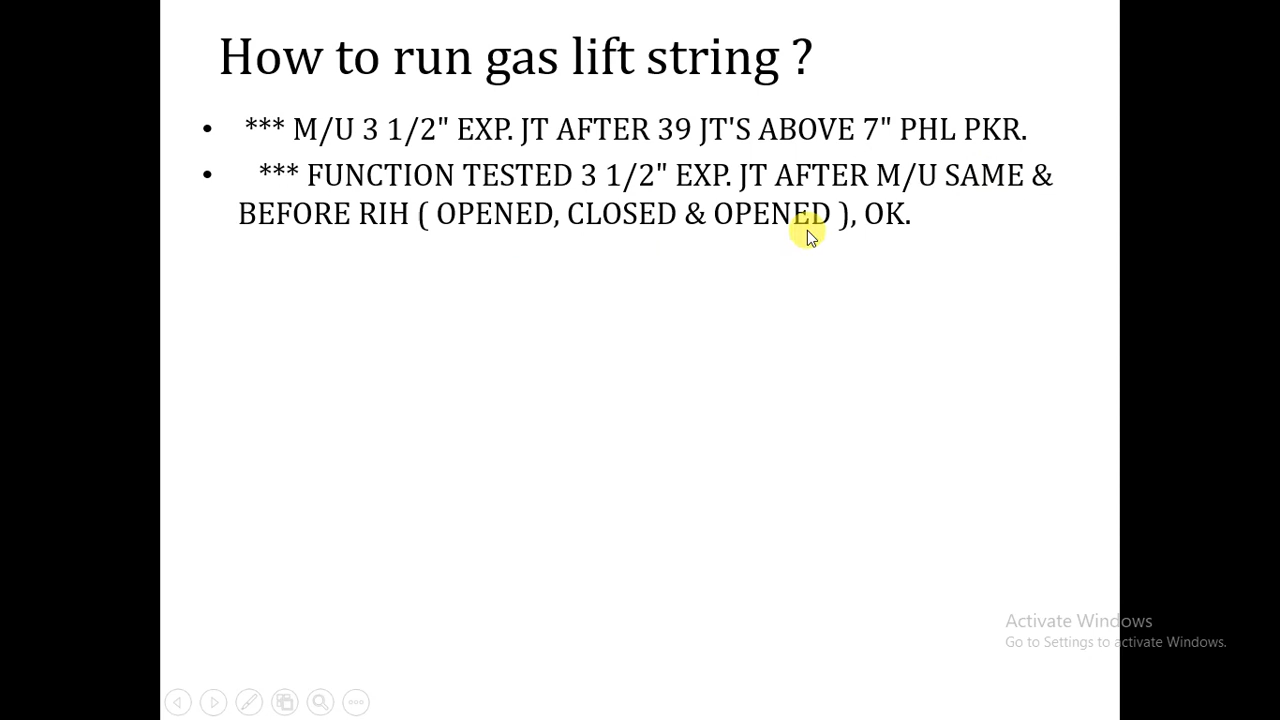 How to run gas lift string ?
• *** M/U 3 1/2" EXP. JT AFTER 39 JT'S ABOVE 7" PHL PKR.
• *** FUNCTION TESTED 3 1/2" EXP. JT AFTER M/U SAME &
BEFORE RIH ( OPENED, CLOSED & OPENED ), OK.
Activate Windows
Go to Settings to activate Windows.